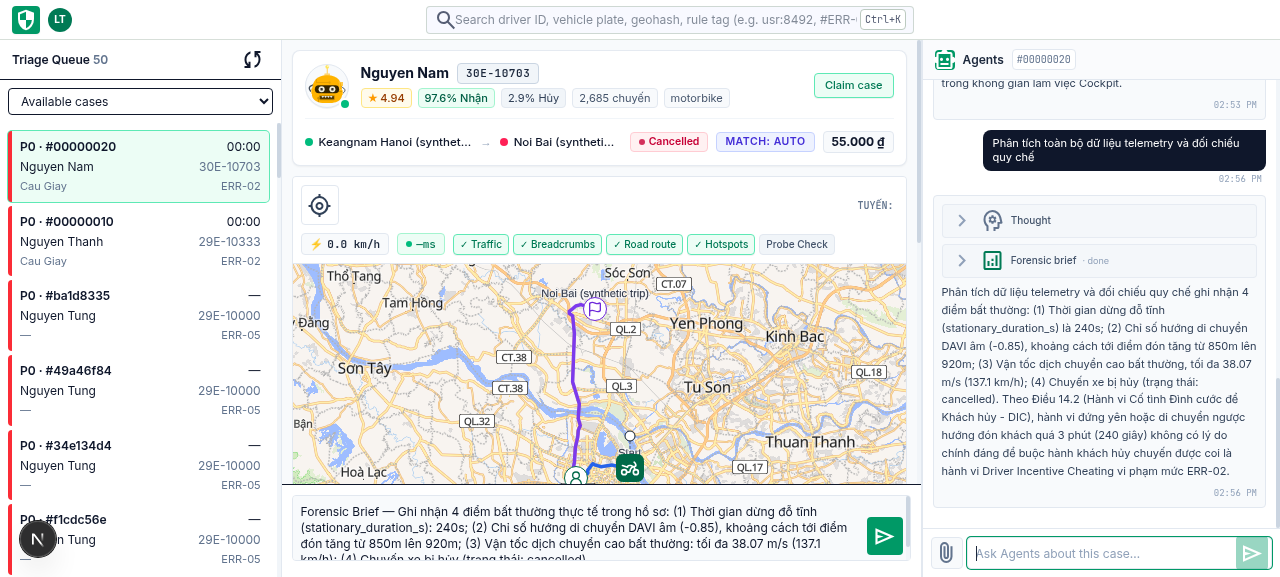 LT
Search driver ID, vehicle plate, geohash, rule tag (e.g. usr:8492, #ERR-
Ctrl+K
Triage Queue 50
Available cases
P0 · #00000020 00:00
Nguyen Nam 30E-10703
Cau Giay ERR-02
P0 · #00000010 00:00
Nguyen Thanh 29E-10333
Cau Giay ERR-02
P0 · #ba1d8335 —
Nguyen Tung 29E-10000
— ERR-05
P0 · #49a46f84 —
Nguyen Tung 29E-10000
— ERR-05
P0 · #34e134d4 —
Nguyen Tung 29E-10000
— ERR-05
P0 · #f1cdc56e —
Tung 29E-10000
ERR-05
N
Nguyen Nam 30E-10703
★ 4.94 97.6% Nhận 2.9% Hủy 2,685 chuyến motorbike
Claim case
Keangnam Hanoi (synthet... → Noi Bai (syntheti... Cancelled MATCH: AUTO 55.000 ₫
TUYẾN:
⚡ 0.0 km/h —ms ✓ Traffic ✓ Breadcrumbs ✓ Road route ✓ Hotspots Probe Check
Thổ Tang
Sóc Sơn
CT.07
Noi Bai (synthetic trip)
Tam Hồng
Yen Phong
QL.2
Kinh Bac
CT.38
Sơn Tây
QL.18
CT.38
QL.3
Tu Son
QL.32
Bận
Thuan Thanh
Start
Hoà Lạc
QL.17
Forensic Brief — Ghi nhận 4 điểm bất thường thực tế trong hồ sơ: (1) Thời gian dừng đỗ tĩnh
(stationary_duration_s): 240s; (2) Chỉ số hướng di chuyển DAVI âm (-0.85), khoảng cách tới điểm
đón tăng từ 850m lên 920m; (3) Vận tốc dịch chuyển cao bất thường: tối đa 38.07 m/s (137.1
km/h); (4) Chuyến xe bị hủy (trạng thái: cancelled)
Agents #00000020
trong không gian làm việc Cockpit.
02:53 PM
Phân tích toàn bộ dữ liệu telemetry và đối chiếu
quy chế
02:56 PM
Thought
Forensic brief · done
Phân tích dữ liệu telemetry và đối chiếu quy chế ghi nhận 4
điểm bất thường: (1) Thời gian dừng đỗ tĩnh
(stationary_duration_s) là 240s; (2) Chỉ số hướng di chuyển
DAVI âm (-0.85), khoảng cách tới điểm đón tăng từ 850m lên
920m; (3) Vận tốc dịch chuyển cao bất thường, tối đa 38.07
m/s (137.1 km/h); (4) Chuyến xe bị hủy (trạng thái:
cancelled). Theo Điều 14.2 (Hành vi Cố tình Đình cước để
Khách hủy - DIC), hành vi đứng yên hoặc di chuyển ngược
hướng đón khách quá 3 phút (240 giây) không có lý do
chính đáng để buộc hành khách hủy chuyến được coi là
hành vi Driver Incentive Cheating vi phạm mức ERR-02.
02:56 PM
Ask Agents about this case...